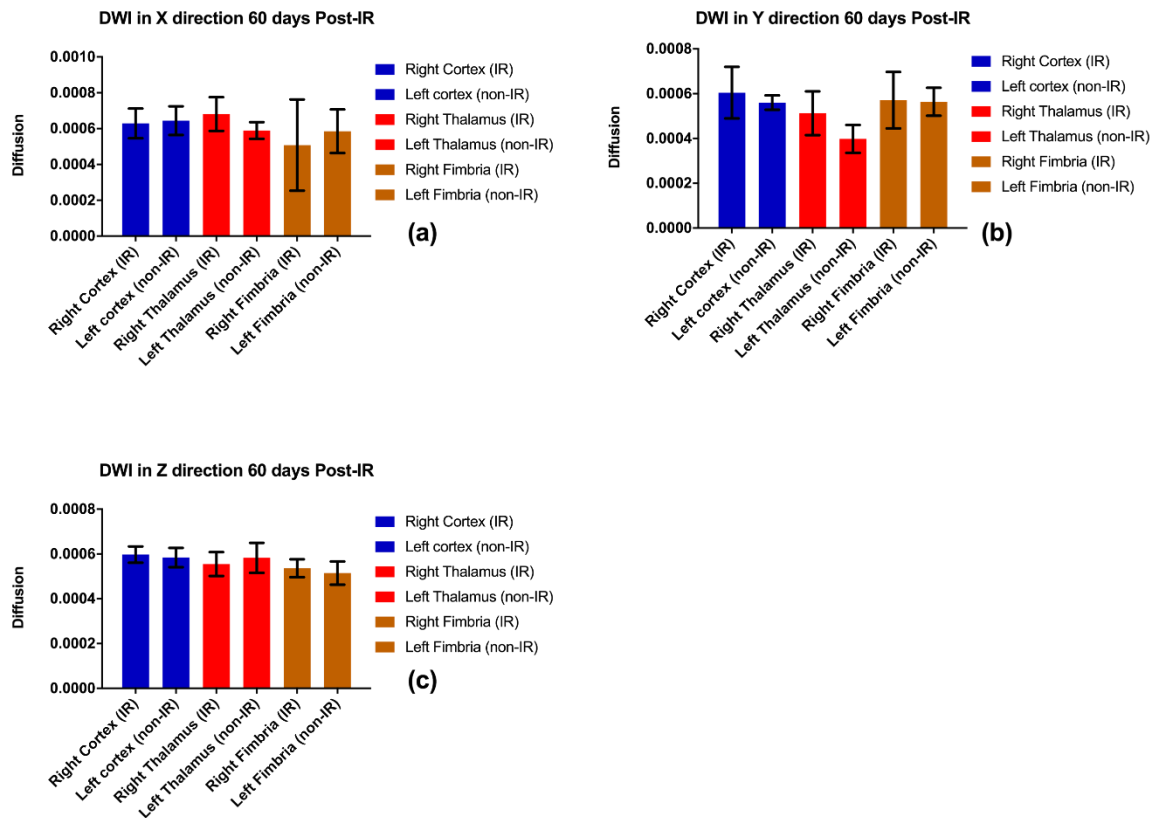 DWI in X direction 60 days Post-IR
0.0010
0.0008
0.0006
0.0004
0.0002
0.0000
Diffusion
Right Cortex (IR)
Left cortex (non-IR)
Right Thalamus (IR)
Left Thalamus (non-IR)
Right Fimbria (IR)
Left Fimbria (non-IR)
Right Cortex (IR)
Left cortex (non-IR)
Right Thalamus (IR)
Left Thalamus (non-IR)
Right Fimbria (IR)
Left Fimbria (non-IR)
(a)
DWI in Y direction 60 days Post-IR
0.0008
0.0006
0.0004
0.0002
0.0000
Diffusion
Right Cortex (IR)
Left cortex (non-IR)
Right Thalamus (IR)
Left Thalamus (non-IR)
Right Fimbria (IR)
Left Fimbria (non-IR)
Right Cortex (IR)
Left cortex (non-IR)
Right Thalamus (IR)
Left Thalamus (non-IR)
Right Fimbria (IR)
Left Fimbria (non-IR)
(b)
DWI in Z direction 60 days Post-IR
0.0008
0.0006
0.0004
0.0002
0.0000
Diffusion
Right Cortex (IR)
Left cortex (non-IR)
Right Thalamus (IR)
Left Thalamus (non-IR)
Right Fimbria (IR)
Left Fimbria (non-IR)
Right Cortex (IR)
Left cortex (non-IR)
Right Thalamus (IR)
Left Thalamus (non-IR)
Right Fimbria (IR)
Left Fimbria (non-IR)
(c)